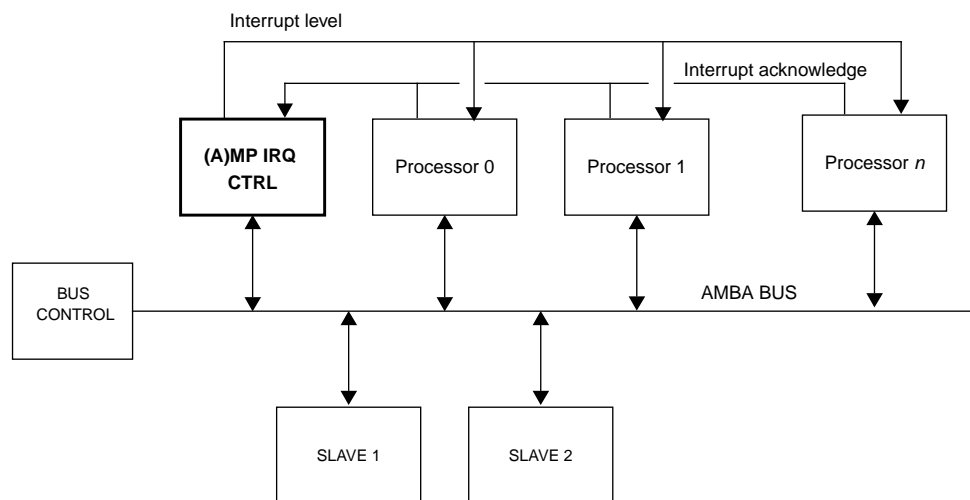 Interrupt level
Interrupt acknowledge
(A)MP IRQ
CTRL
Processor 0
Processor 1
Processor n
BUS
CONTROL
AMBA BUS
SLAVE 1
SLAVE 2